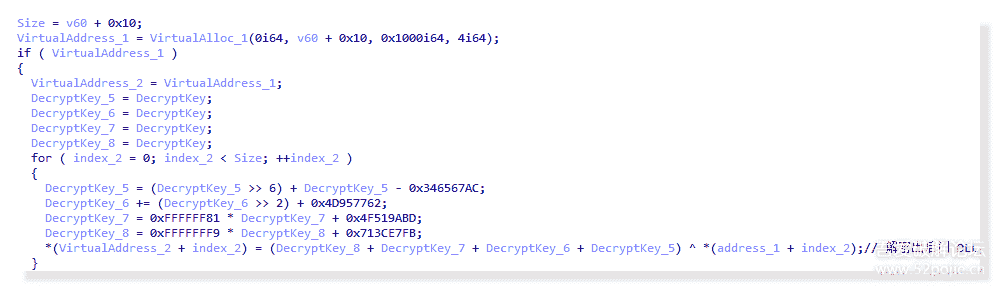 Size = v60 + 0x10;
VirtualAddress_1 = VirtualAlloc_1(0i64, v60 + 0x10, 0x1000i64, 4i64);
if ( VirtualAddress_1 )
{
VirtualAddress_2 = VirtualAddress_1;
DecryptKey_5 = DecryptKey;
DecryptKey_6 = DecryptKey;
DecryptKey_7 = DecryptKey;
DecryptKey_8 = DecryptKey;
for ( index_2 = 0; index_2 < Size; ++index_2 )
{
DecryptKey_5 = (DecryptKey_5 >> 6) + DecryptKey_5 - 0x346567AC;
DecryptKey_6 += (DecryptKey_6 >> 2) + 0x4D957762;
DecryptKey_7 = 0xFFFFFF81 * DecryptKey_7 + 0x4F519ABD;
DecryptKey_8 = 0xFFFFFFF9 * DecryptKey_8 + 0x713CE7FB;
*(VirtualAddress_2 + index_2) = (DecryptKey_8 + DecryptKey_7 + DecryptKey_6 + DecryptKey_5) ^ *(address_1 + index_2);//
}
www.52pojie.cn